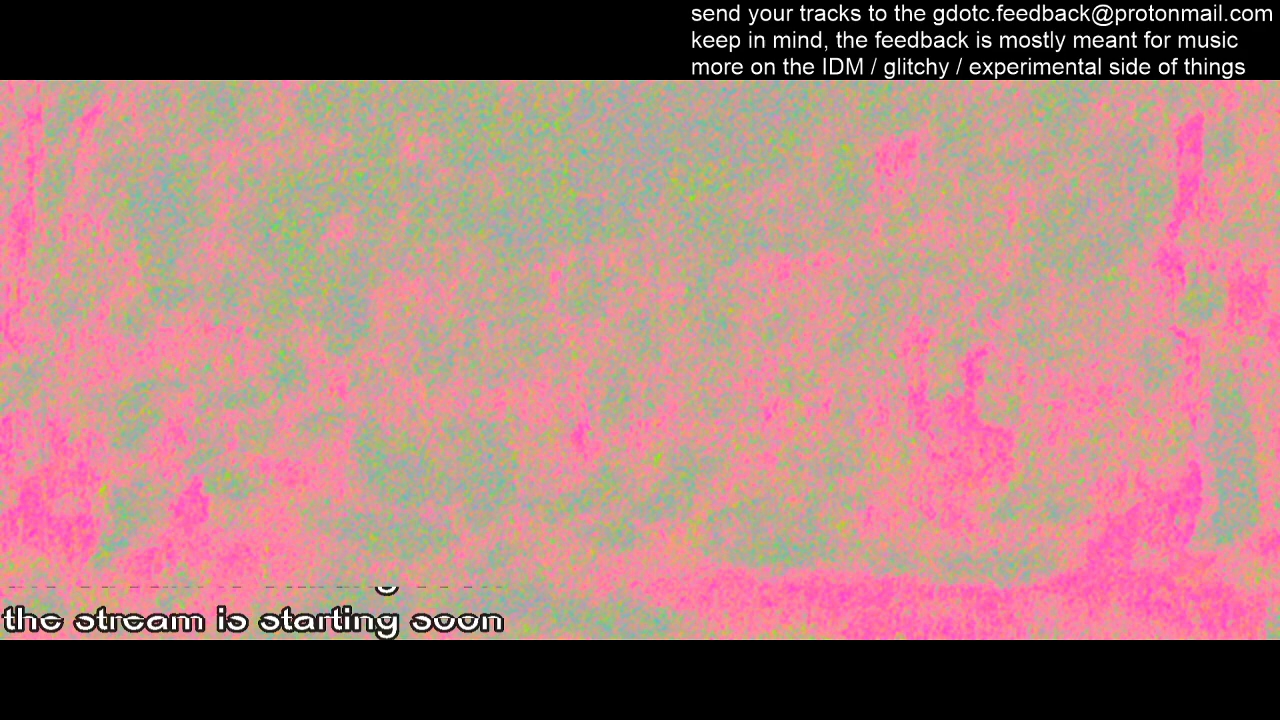 send your tracks to the gdotc.feedback@protonmail.com
keep in mind, the feedback is mostly meant for music
more on the IDM / glitchy / experimental side of things
the stream is starting soon